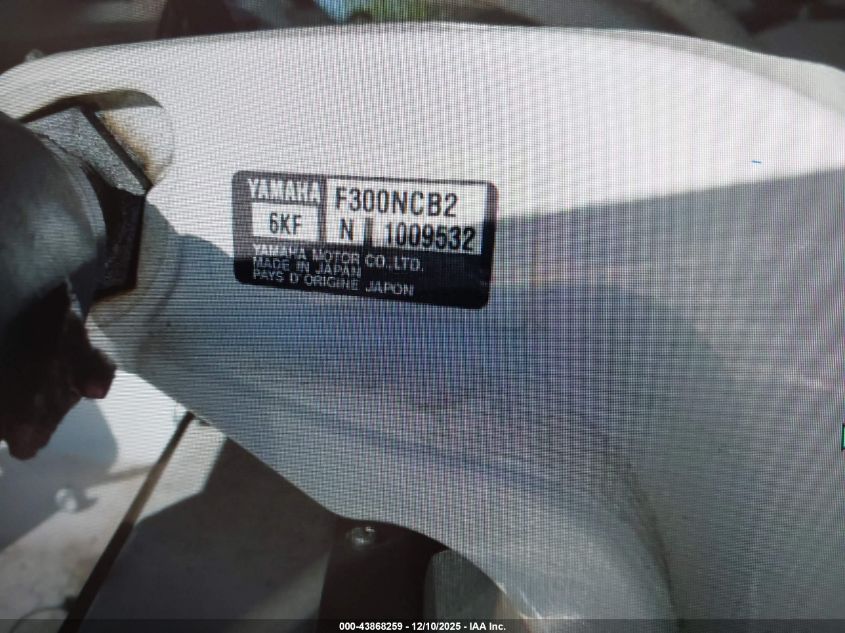 YAMAHA F300NCB2
6KF N 1009532
YAMAHA MOTOR CO.,LTD.
MADE IN JAPAN
PAYS D'ORIGINE JAPON
000-43868259 - 12/10/2025 - IAA Inc.